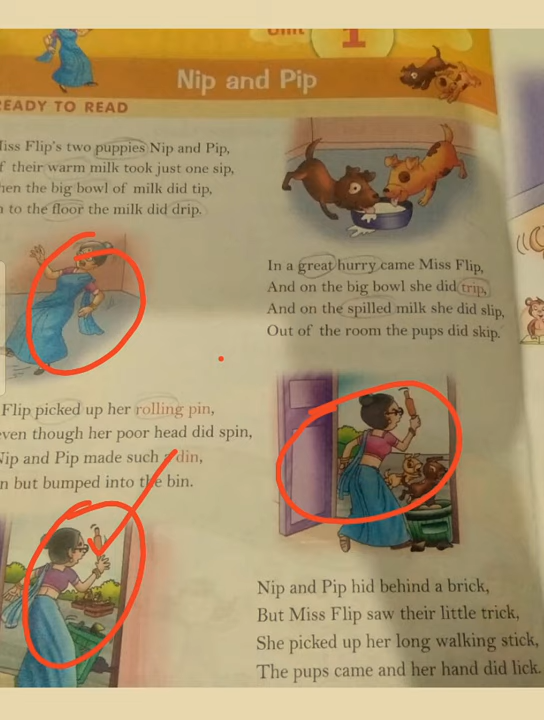 Unit 1
Nip and Pip
READY TO READ
Miss Flip's two puppies Nip and Pip,
f their warm milk took just one sip,
hen the big bowl of milk did tip,
n to the floor the milk did drip.
In a great hurry came Miss Flip,
And on the big bowl she did trip,
And on the spilled milk she did slip,
Out of the room the pups did skip.
Flip picked up her rolling pin,
even though her poor head did spin,
Nip and Pip made such a din,
n but bumped into the bin.
Nip and Pip hid behind a brick,
But Miss Flip saw their little trick,
She picked up her long walking stick,
The pups came and her hand did lick.